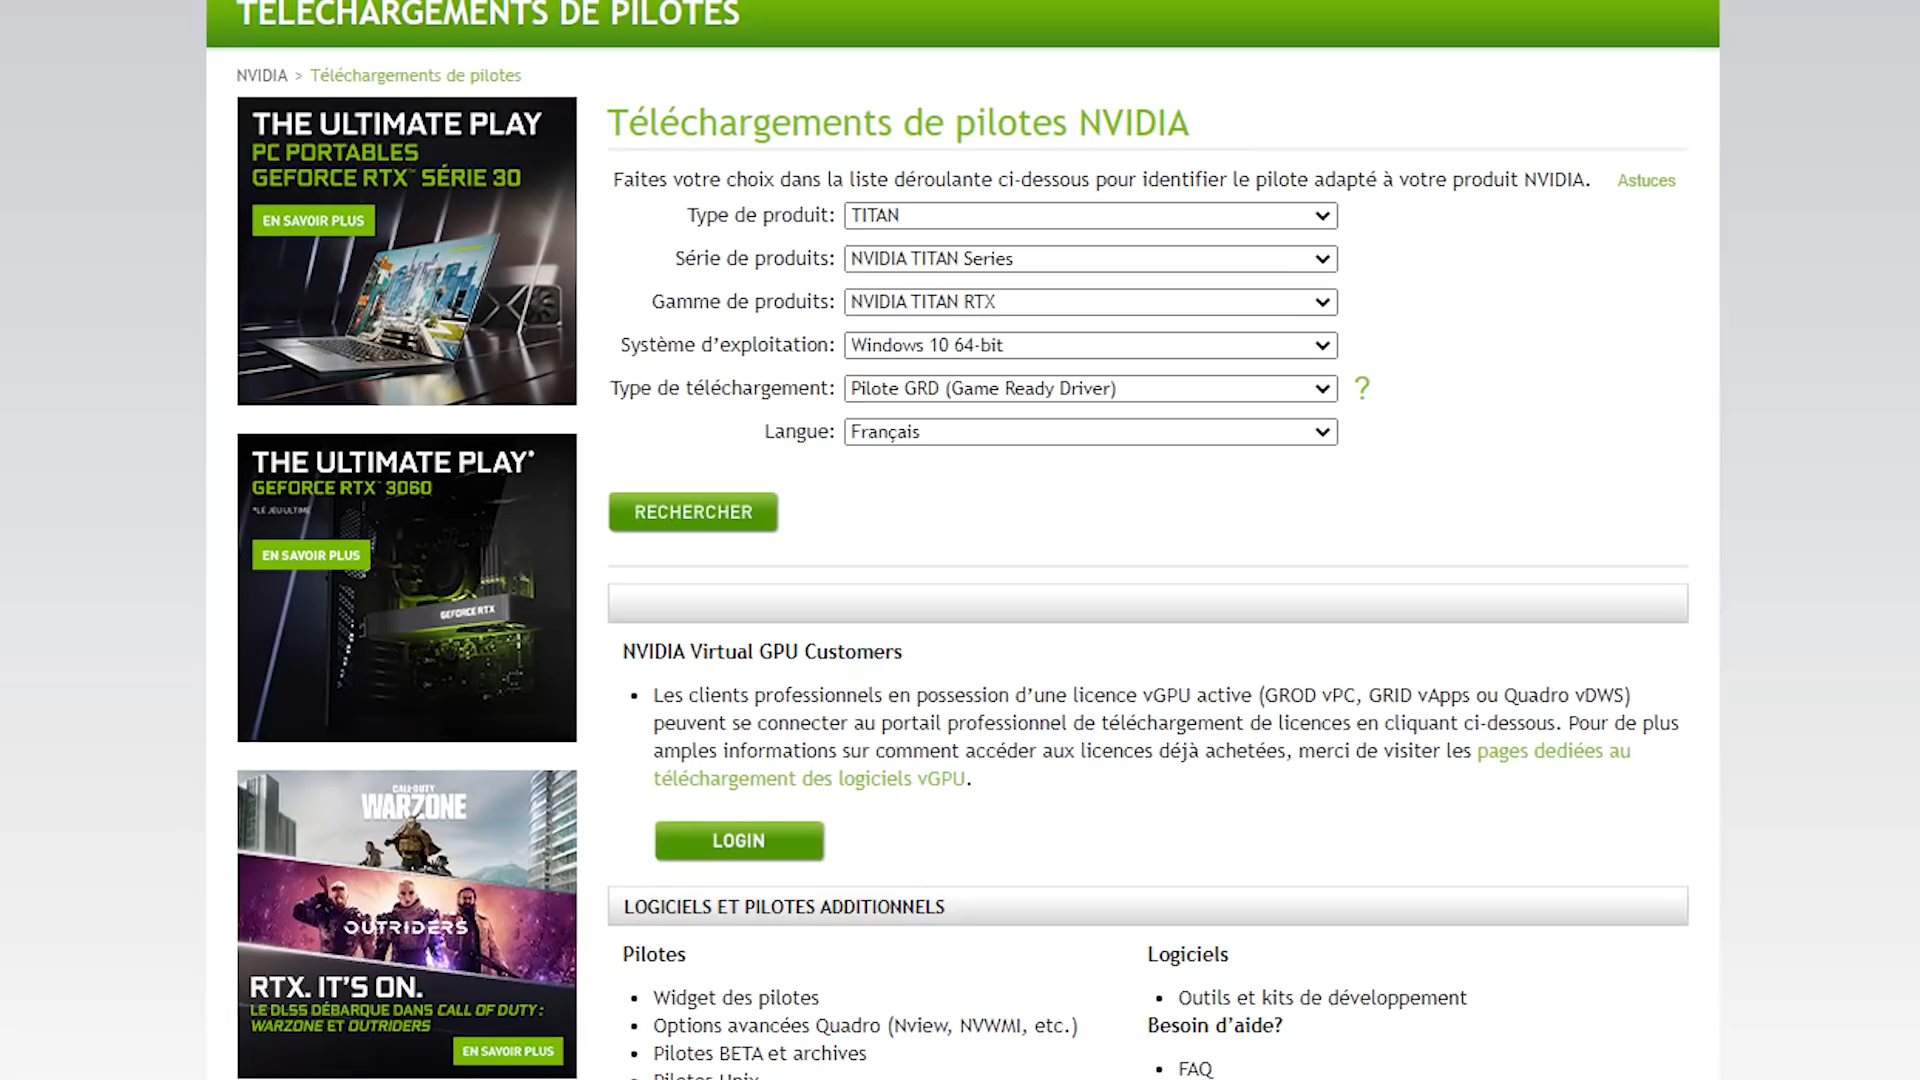 TÉLÉCHARGEMENTS DE PILOTES
NVIDIA > Téléchargements de pilotes
THE ULTIMATE PLAY
PC PORTABLES
GEFORCE RTX™ SÉRIE 30
EN SAVOIR PLUS
THE ULTIMATE PLAY*
GEFORCE RTX™ 3060
*LE JEU ULTIME
EN SAVOIR PLUS
GEFORCE RTX
CALL OF DUTY
WARZONE
OUTRIDERS
RTX. IT'S ON.
LE DLSS DÉBARQUE DANS CALL OF DUTY :
WARZONE ET OUTRIDERS
EN SAVOIR PLUS
Téléchargements de pilotes NVIDIA
Faites votre choix dans la liste déroulante ci-dessous pour identifier le pilote adapté à votre produit NVIDIA. Astuces
Type de produit: TITAN
Série de produits: NVIDIA TITAN Series
Gamme de produits: NVIDIA TITAN RTX
Système d’exploitation: Windows 10 64-bit
Type de téléchargement: Pilote GRD (Game Ready Driver) ?
Langue: Français
RECHERCHER
NVIDIA Virtual GPU Customers
• Les clients professionnels en possession d’une licence vGPU active (GROD vPC, GRID vApps ou Quadro vDWS)
peuvent se connecter au portail professionnel de téléchargement de licences en cliquant ci-dessous. Pour de plus
amples informations sur comment accéder aux licences déjà achetées, merci de visiter les pages dediées au
téléchargement des logiciels vGPU.
LOGIN
LOGICIELS ET PILOTES ADDITIONNELS
Pilotes
• Widget des pilotes
• Options avancées Quadro (Nview, NVWMI, etc.)
• Pilotes BETA et archives
• Pilotes Unix
Logiciels
• Outils et kits de développement
Besoin d’aide?
• FAQ